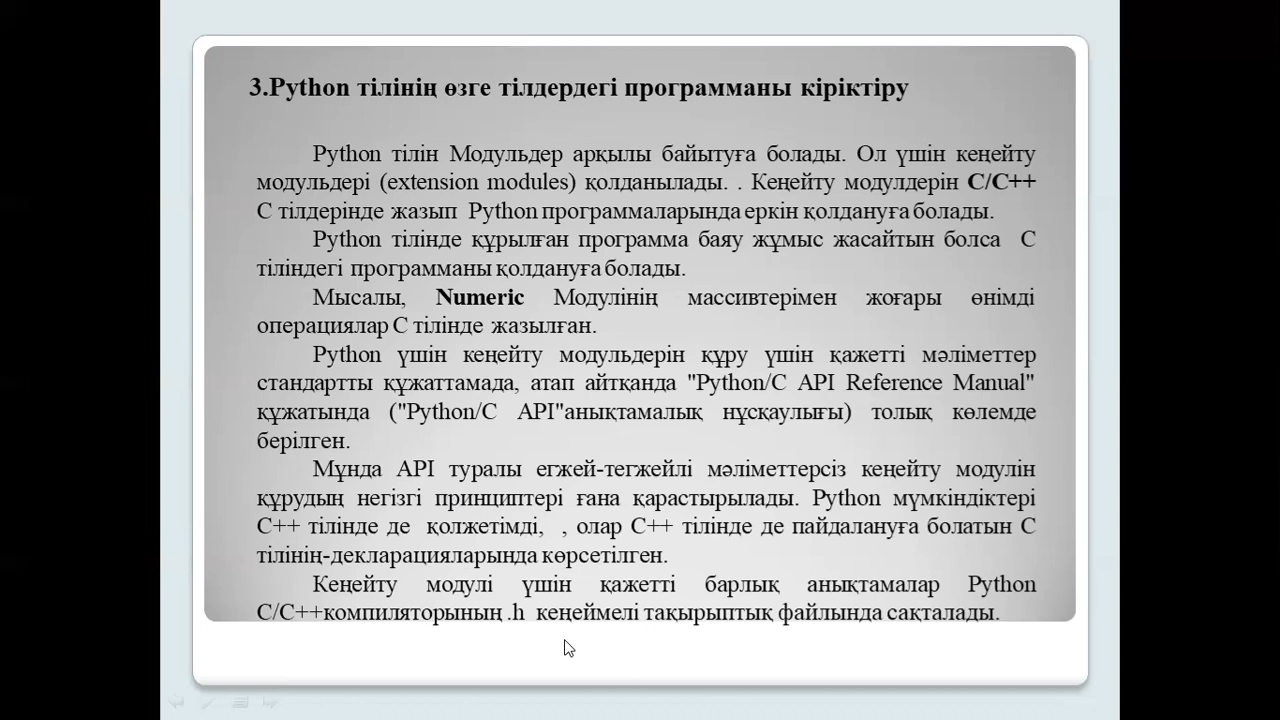 3.Python тілінің өзге тілдердегі программаны кіріктіру
Python тілін Модульдер арқылы байытуға болады. Ол үшін кеңейту
модульдері (extension modules) қолданылады. . Кеңейту модулдерін C/C++
C тілдерінде жазып Python программаларында еркін қолдануға болады.
Python тілінде құрылған программа баяу жұмыс жасайтын болса C
тіліндегі программаны қолдануға болады.
Мысалы, Numeric Модулінің массивтерімен жоғары өнімді
операциялар C тілінде жазылған.
Python үшін кеңейту модульдерін құру үшін қажетті мәліметтер
стандартты құжаттамада, атап айтқанда "Python/C API Reference Manual"
құжатында ("Python/C API"анықтамалық нұсқаулығы) толық көлемде
берілген.
Мұнда API туралы егжей-тегжейлі мәліметтерсіз кеңейту модулін
құрудың негізгі принциптері ғана қарастырылады. Python мүмкіндіктері
C++ тілінде де қолжетімді, , олар C++ тілінде де пайдалануға болатын C
тілінің-декларацияларында көрсетілген.
Кеңейту модулі үшін қажетті барлық анықтамалар Python
C/C++компиляторының .h кеңеймелі тақырыптық файлында сақталады.